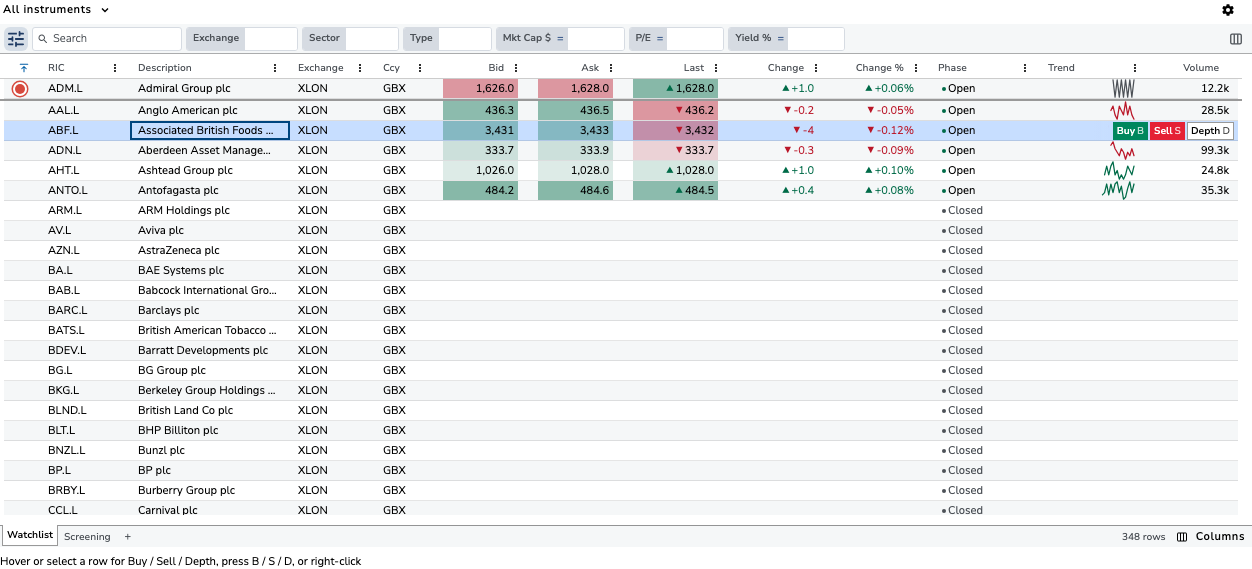 All instruments
Search Exchange Sector Type Mkt Cap $ = P/E = Yield % =
RIC Description Exchange Ccy Bid Ask Last Change Change % Phase Trend Volume
ADM.L Admiral Group plc XLON GBX 1,626.0 1,628.0 ▲1,628.0 ▲+1.0 ▲+0.06% •Open 12.2k
AAL.L Anglo American plc XLON GBX 436.3 436.5 ▼436.2 ▼-0.2 ▼-0.05% •Open 28.5k
ABF.L Associated British Foods ... XLON GBX 3,431 3,433 ▼3,432 ▼-4 ▼-0.12% •Open Buy B Sell S Depth D
ADN.L Aberdeen Asset Manage... XLON GBX 333.7 333.9 ▼333.7 ▼-0.3 ▼-0.09% •Open 99.3k
AHT.L Ashtead Group plc XLON GBX 1,026.0 1,028.0 ▲1,028.0 ▲+1.0 ▲+0.10% •Open 24.8k
ANTO.L Antofagasta plc XLON GBX 484.2 484.6 ▲484.5 ▲+0.4 ▲+0.08% •Open 35.3k
ARM.L ARM Holdings plc XLON GBX •Closed
AV.L Aviva plc XLON GBX •Closed
AZN.L AstraZeneca plc XLON GBX •Closed
BA.L BAE Systems plc XLON GBX •Closed
BAB.L Babcock International Gro... XLON GBX •Closed
BARC.L Barclays plc XLON GBX •Closed
BATS.L British American Tobacco ... XLON GBX •Closed
BDEV.L Barratt Developments plc XLON GBX •Closed
BG.L BG Group plc XLON GBX •Closed
BKG.L Berkeley Group Holdings ... XLON GBX •Closed
BLND.L British Land Co plc XLON GBX •Closed
BLT.L BHP Billiton plc XLON GBX •Closed
BNZL.L Bunzl plc XLON GBX •Closed
BP.L BP plc XLON GBX •Closed
BRBY.L Burberry Group plc XLON GBX •Closed
CCL.L Carnival plc XLON GBX •Closed
Watchlist Screening + 348 rows Columns
Hover or select a row for Buy / Sell / Depth, press B / S / D, or right-click